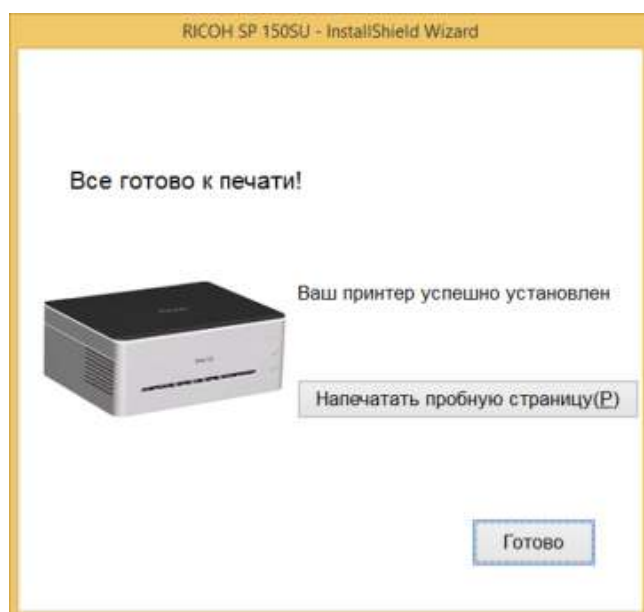 RICOH SP 150SU - InstallShield Wizard
Все готово к печати!
Ваш принтер успешно установлен
Напечатать пробную страницу(P)
Готово